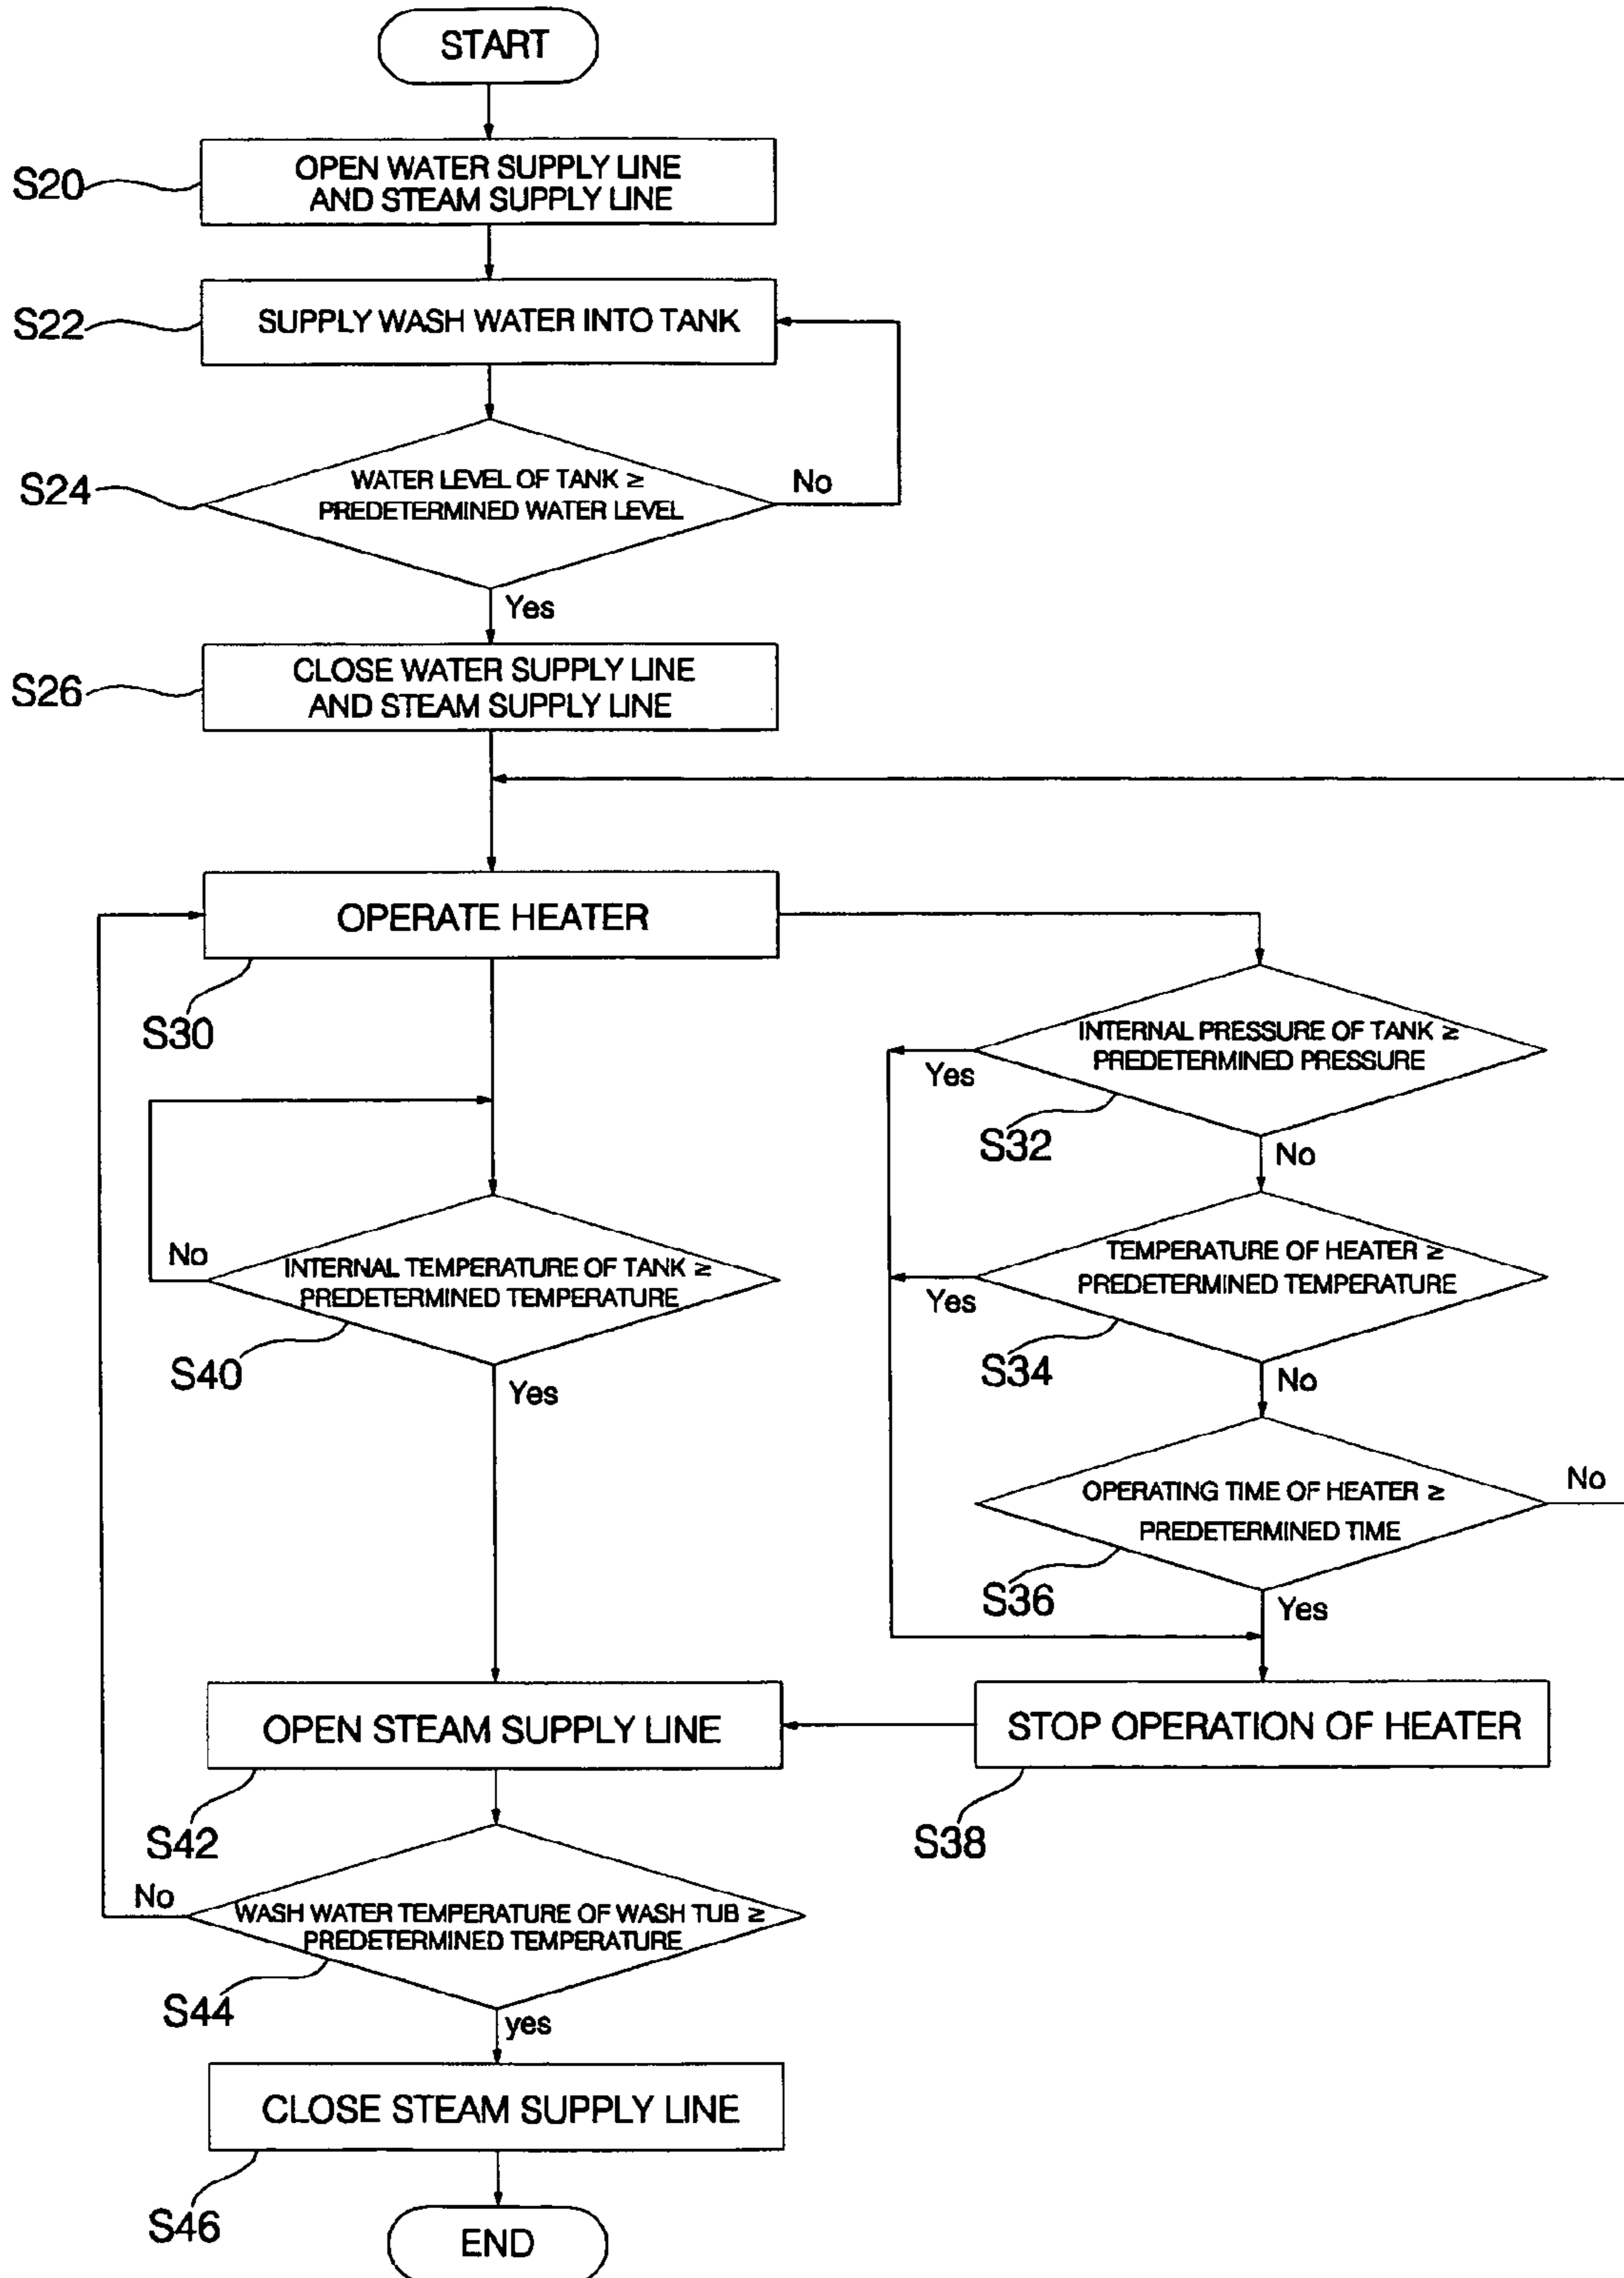 START
S20
OPEN WATER SUPPLY LINE
AND STEAM SUPPLY LINE
S22
SUPPLY WASH WATER INTO TANK
S24
WATER LEVEL OF TANK ≥
PREDETERMINED WATER LEVEL
No
Yes
S26
CLOSE WATER SUPPLY LINE
AND STEAM SUPPLY LINE
OPERATE HEATER
S30
INTERNAL PRESSURE OF TANK ≥
PREDETERMINED PRESSURE
Yes
S32
No
TEMPERATURE OF HEATER ≥
PREDETERMINED TEMPERATURE
Yes
S34
No
No
INTERNAL TEMPERATURE OF TANK ≥
PREDETERMINED TEMPERATURE
S40
Yes
OPERATING TIME OF HEATER ≥
PREDETERMINED TIME
No
S36
Yes
OPEN STEAM SUPPLY LINE
S42
STOP OPERATION OF HEATER
S38
No
WASH WATER TEMPERATURE OF WASH TUB ≥
PREDETERMINED TEMPERATURE
S44
yes
CLOSE STEAM SUPPLY LINE
S46
END